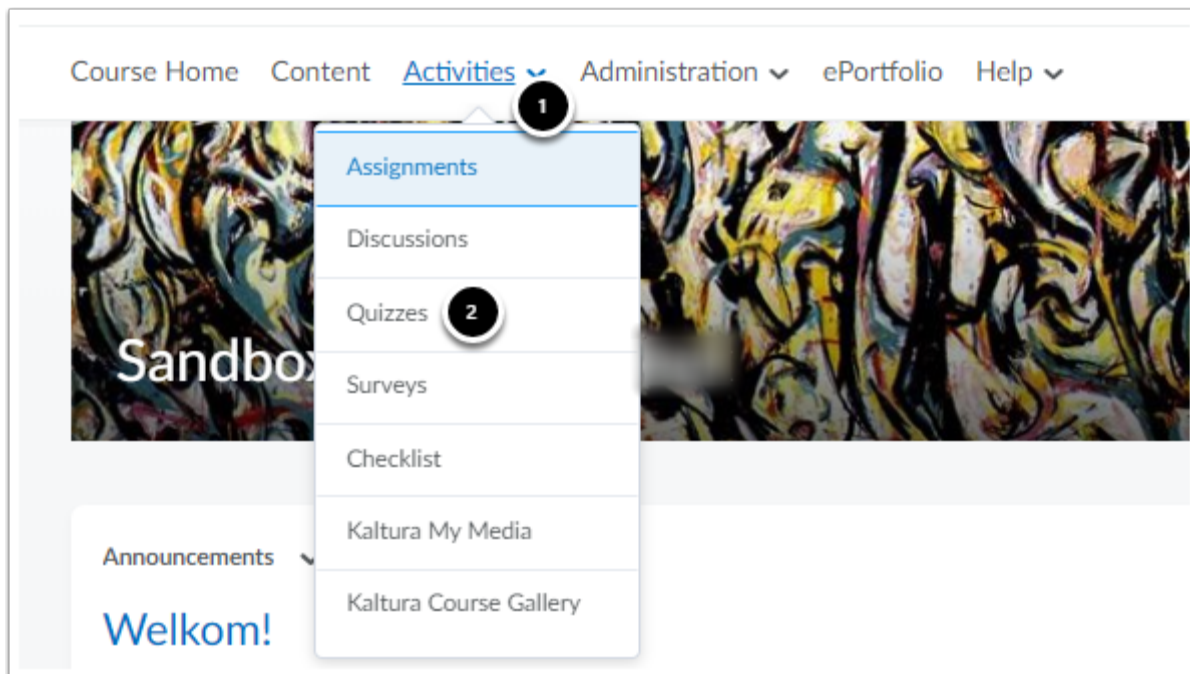 Course Home Content Activities Administration ePortfolio Help
1
Assignments
Discussions
Quizzes 2
Sandbox
Surveys
Checklist
Kaltura My Media
Announcements
Kaltura Course Gallery
Welkom!